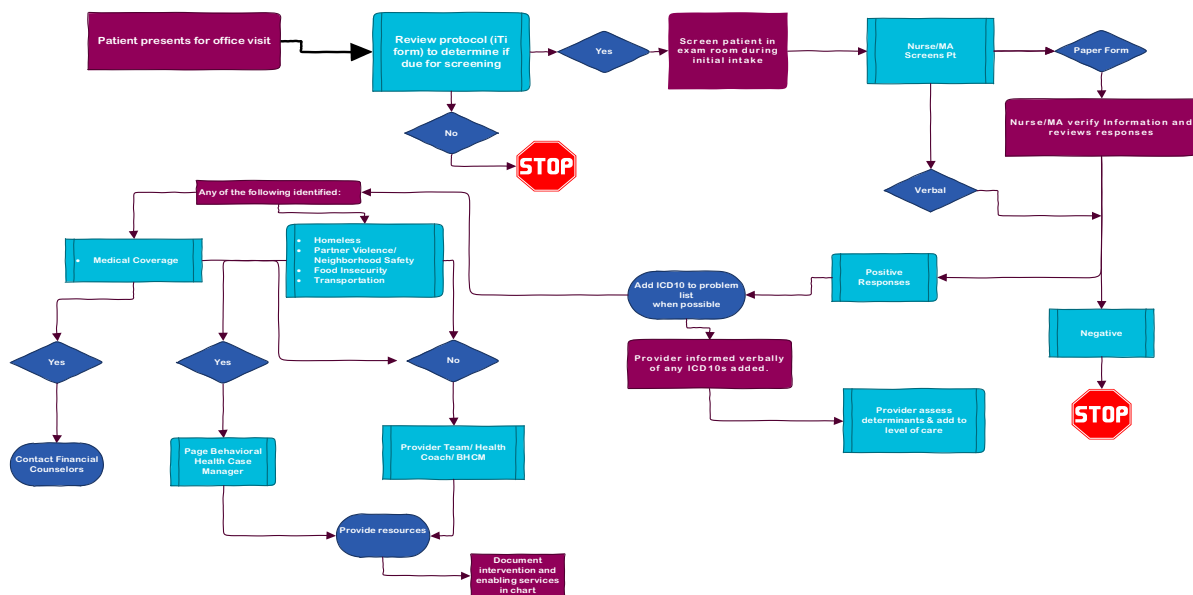 Patient presents for office visit
Review protocol (iTi
form) to determine if
due for screening
Yes
Screen patient in
exam room during
initial intake
Nurse/MA
Screens Pt
Paper Form
No
STOP
Nurse/MA verify Information and
reviews responses
Verbal
Any of the following identified:
• Medical Coverage
• Homeless
• Partner Violence/
Neighborhood Safety
• Food Insecurity
• Transportation
Add ICD10 to problem
list
when possible
Positive
Responses
Negative
STOP
Yes
Yes
No
Provider informed verbally
of any ICD10s added.
Provider assess
determinants & add to
level of care
Contact Financial
Counselors
Page Behavioral
Health Case
Manager
Provider Team/ Health
Coach/ BHCM
Provide resources
Document
intervention and
enabling services
in chart